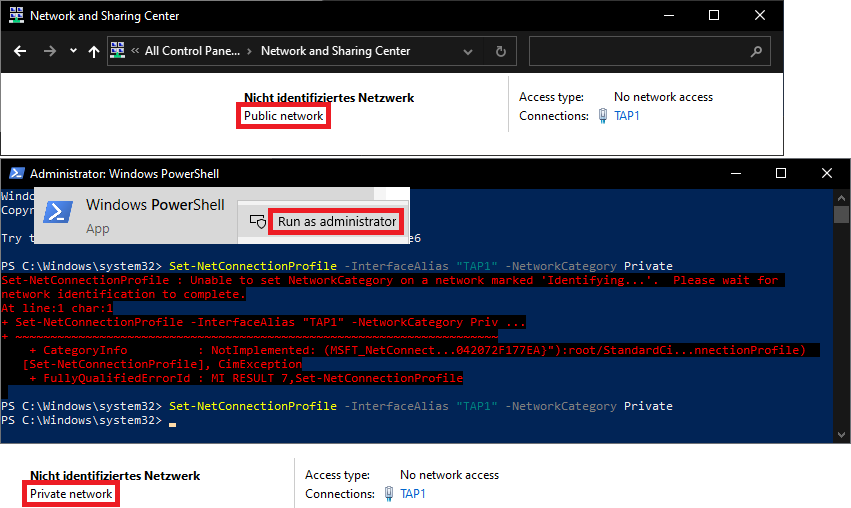 Network and Sharing Center
All Control Pane... Network and Sharing Center
Nicht identifiziertes Netzwerk
Public network
Access type: No network access
Connections: TAP1
Administrator: Windows PowerShell
Windo
Copyr
Windows PowerShell
App
Run as administrator
Try t e6
PS C:\Windows\system32> Set-NetConnectionProfile -InterfaceAlias "TAP1" -NetworkCategory Private
Set-NetConnectionProfile : Unable to set NetworkCategory on a network marked 'Identifying...'. Please wait for
network identification to complete.
At line:1 char:1
+ Set-NetConnectionProfile -InterfaceAlias "TAP1" -NetworkCategory Priv ...
+ ~~~~~~~~~~~~~~~~~~~~~~~~~~~~~~~~~~~~~~~~~~~~~~~~~~~~~~~~~~~~~~~~~
+ CategoryInfo : NotImplemented: (MSFT_NetConnect...042072F177EA}"):root/StandardCi...nnectionProfile)
[Set-NetConnectionProfile], CimException
+ FullyQualifiedErrorId : MI RESULT 7,Set-NetConnectionProfile
PS C:\Windows\system32> Set-NetConnectionProfile -InterfaceAlias "TAP1" -NetworkCategory Private
PS C:\Windows\system32>
Nicht identifiziertes Netzwerk
Private network
Access type: No network access
Connections: TAP1